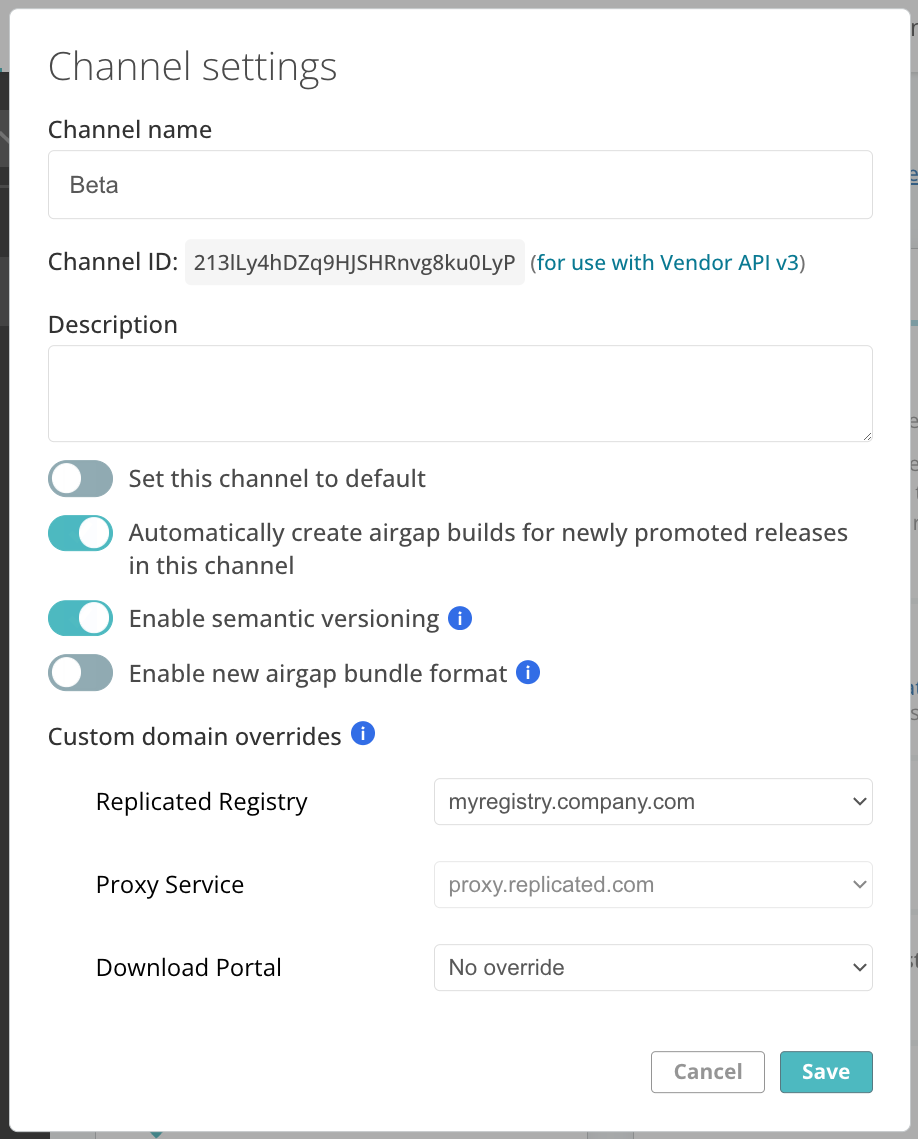 Channel settings
Channel name
Beta
Channel ID: 213lLy4hDZq9HJSHRnvg8ku0LyP (for use with Vendor API v3)
Description
Set this channel to default
Automatically create airgap builds for newly promoted releases
in this channel
Enable semantic versioning
Enable new airgap bundle format
Custom domain overrides
Replicated Registry myregistry.company.com
Proxy Service proxy.replicated.com
Download Portal No override
Cancel Save